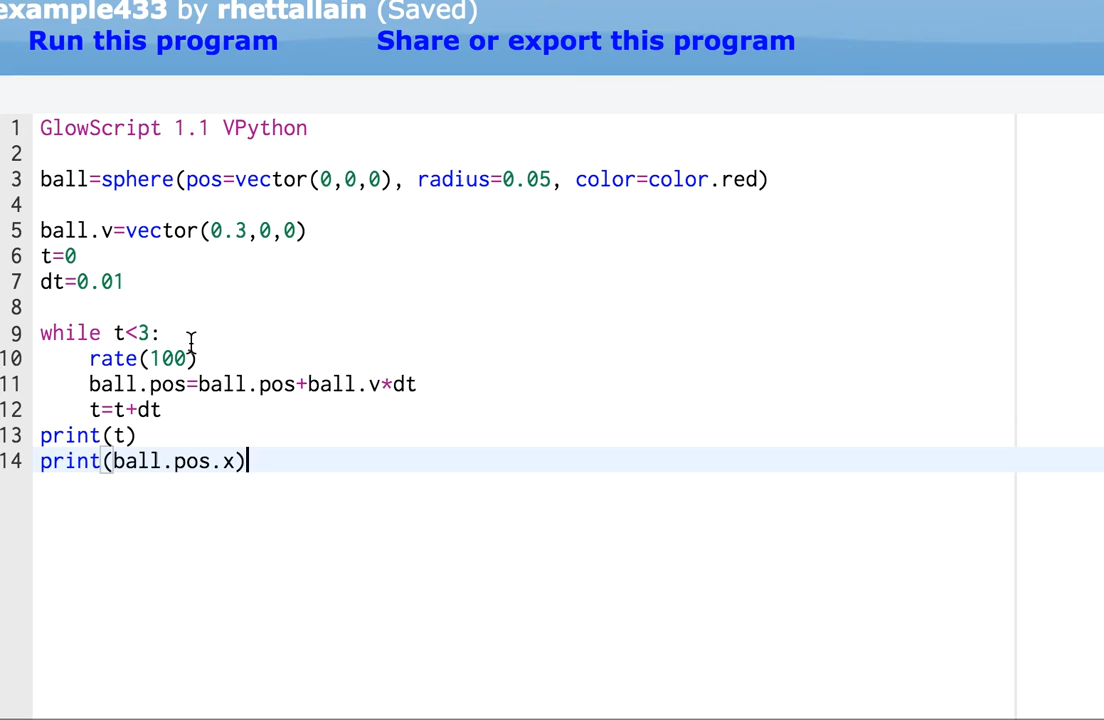 example433 by rhettallain (Saved)
Run this program Share or export this program
1 GlowScript 1.1 VPython
2
3 ball=sphere(pos=vector(0,0,0), radius=0.05, color=color.red)
4
5 ball.v=vector(0.3,0,0)
6 t=0
7 dt=0.01
8
9 while t<3:
10     rate(100)
11     ball.pos=ball.pos+ball.v*dt
12     t=t+dt
13 print(t)
14 print(ball.pos.x)